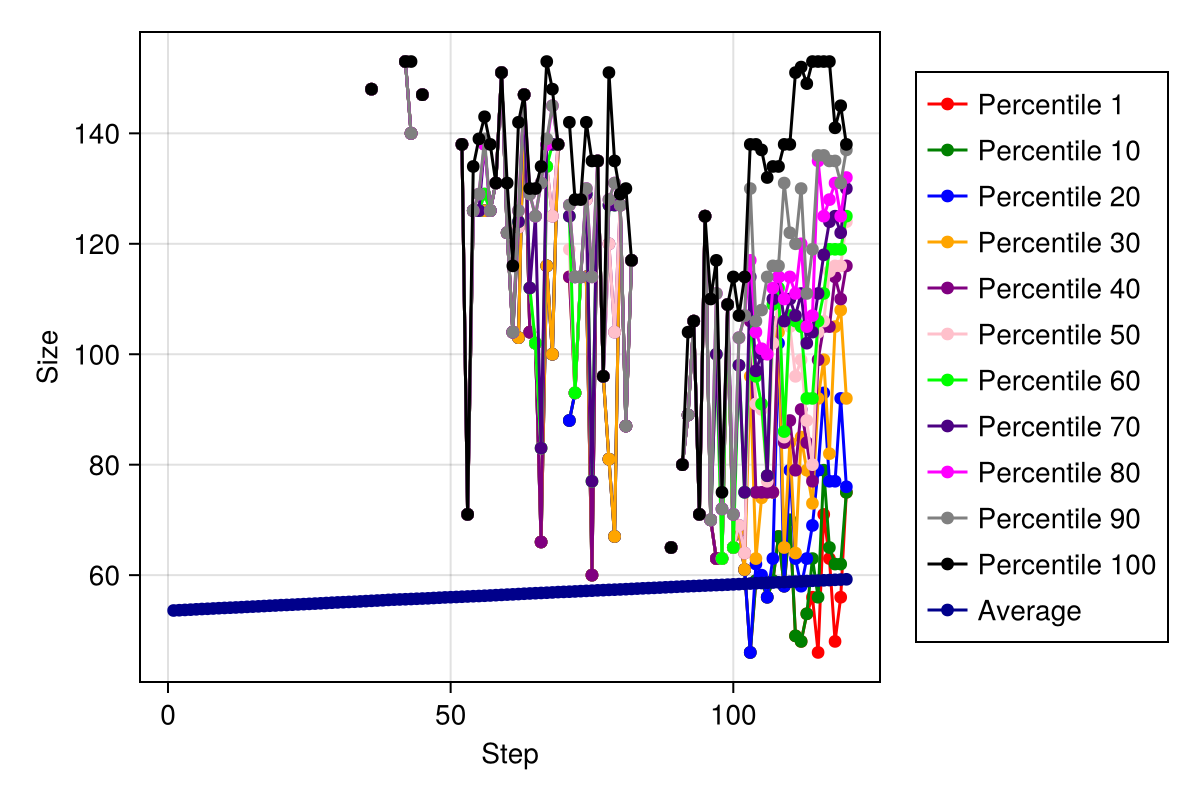 140
120
100
80
60
Size
0
50
100
Step
Percentile 1
Percentile 10
Percentile 20
Percentile 30
Percentile 40
Percentile 50
Percentile 60
Percentile 70
Percentile 80
Percentile 90
Percentile 100
Average